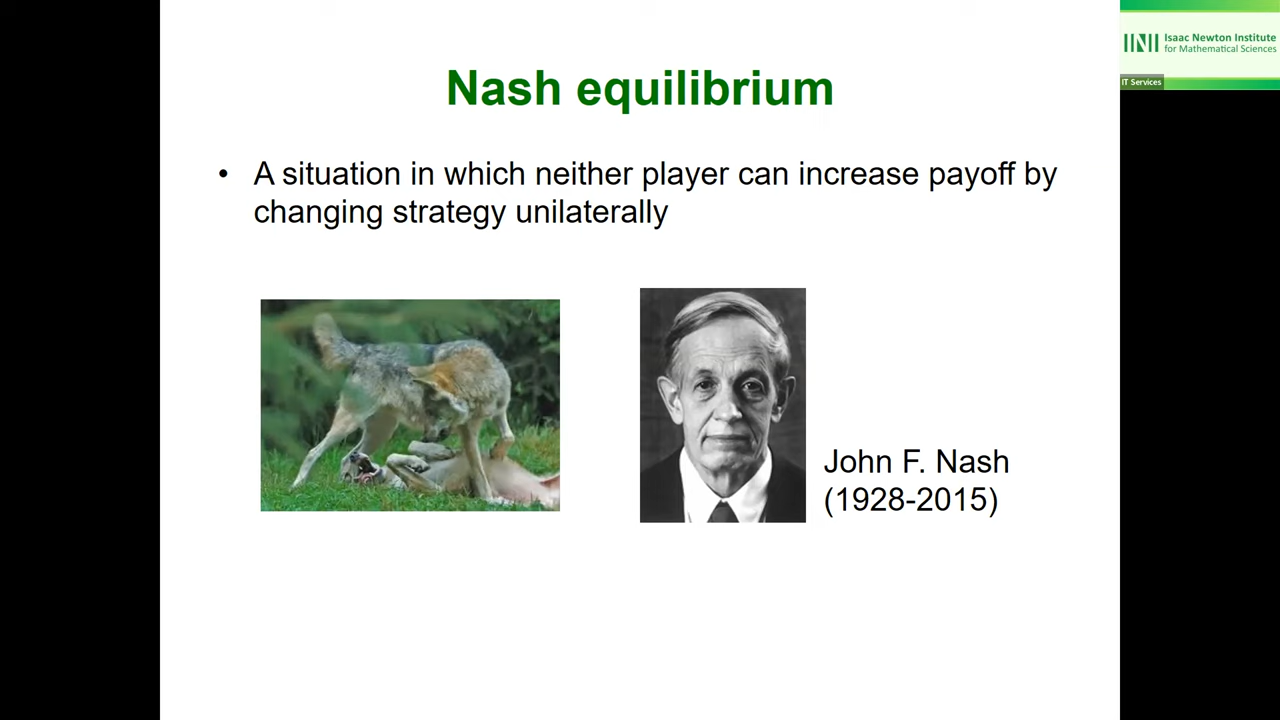 Nash equilibrium
• A situation in which neither player can increase payoff by
changing strategy unilaterally
John F. Nash
(1928-2015)
Isaac Newton Institute
for Mathematical Sciences
IT Services